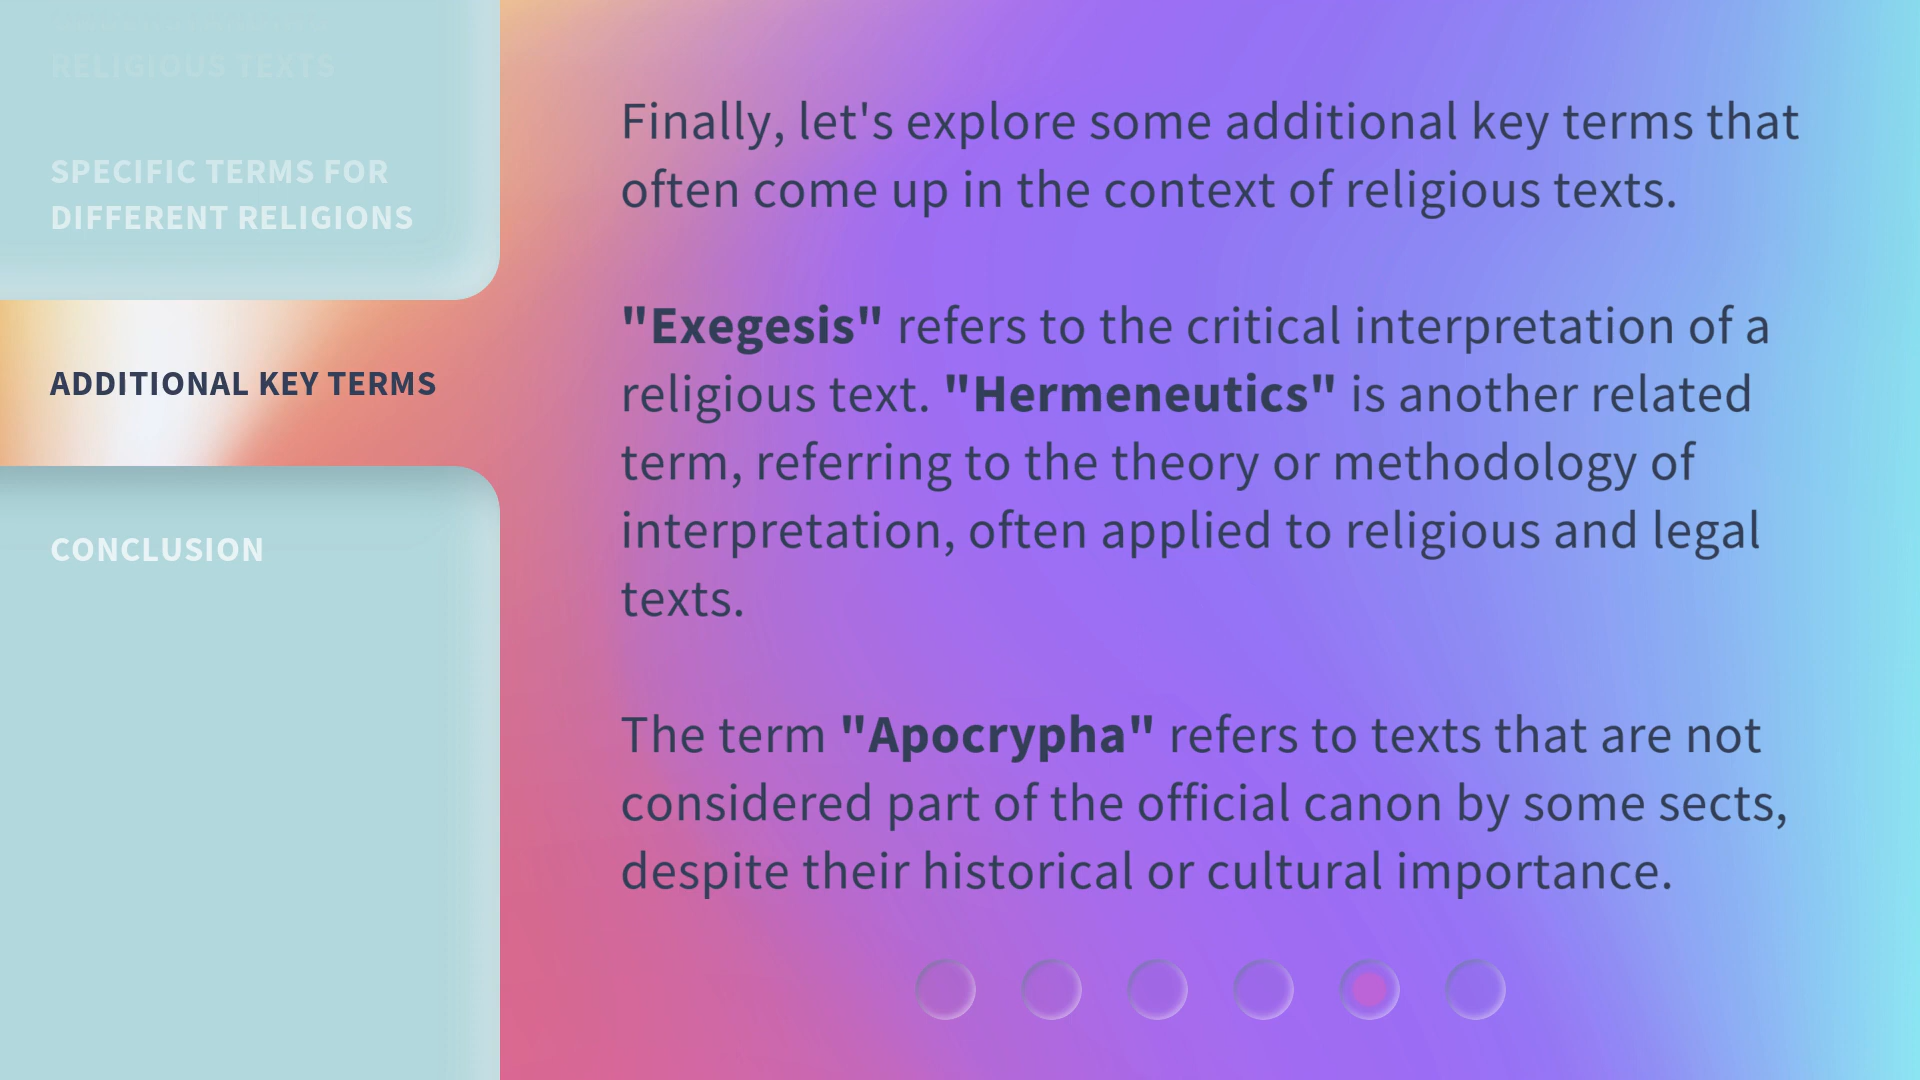 RELIGIOUS TEXTS
SPECIFIC TERMS FOR
DIFFERENT RELIGIONS
ADDITIONAL KEY TERMS
CONCLUSION
Finally, let's explore some additional key terms that
often come up in the context of religious texts.
"Exegesis" refers to the critical interpretation of a
religious text. "Hermeneutics" is another related
term, referring to the theory or methodology of
interpretation, often applied to religious and legal
texts.
The term "Apocrypha" refers to texts that are not
considered part of the official canon by some sects,
despite their historical or cultural importance.